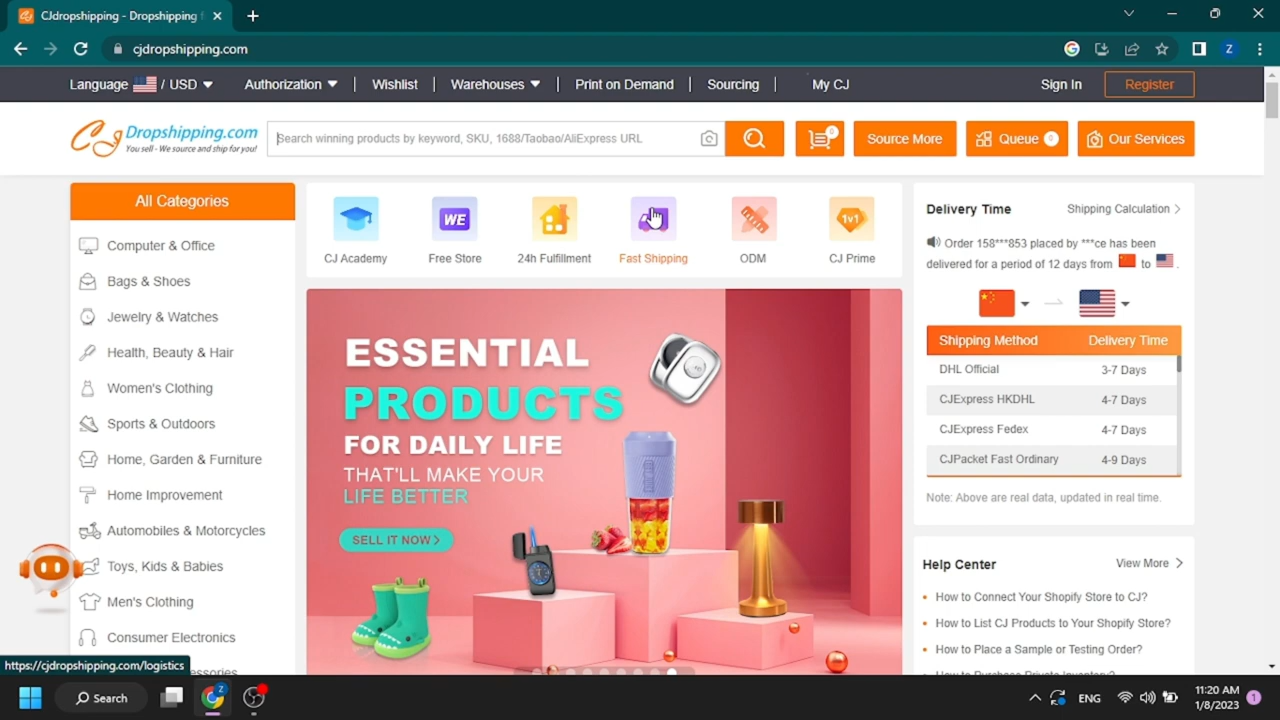 CJdropshipping - Dropshipping f
cjdropshipping.com
Z
Language / USD
Authorization
Wishlist
Warehouses
Print on Demand
Sourcing
My CJ
Sign In
Register
CJ Dropshipping.com
You sell - We source and ship for you!
Search winning products by keyword, SKU, 1688/Taobao/AliExpress URL
0
Source More
Queue 0
Our Services
All Categories
Computer & Office
Bags & Shoes
Jewelry & Watches
Health, Beauty & Hair
Women's Clothing
Sports & Outdoors
Home, Garden & Furniture
Home Improvement
Automobiles & Motorcycles
Toys, Kids & Babies
Men's Clothing
Consumer Electronics
https://cjdropshipping.com/logistics
WE
1v1
CJ Academy
Free Store
24h Fulfillment
Fast Shipping
ODM
CJ Prime
ESSENTIAL
PRODUCTS
FOR DAILY LIFE
THAT'LL MAKE YOUR
LIFE BETTER
SELL IT NOW >
Delivery Time
Shipping Calculation >
Order 158***853 placed by ***ce has been
delivered for a period of 12 days from to .
Shipping Method Delivery Time
DHL Official 3-7 Days
CJExpress HKDHL 4-7 Days
CJExpress Fedex 4-7 Days
CJPacket Fast Ordinary 4-9 Days
Note: Above are real data, updated in real time.
Help Center
View More >
How to Connect Your Shopify Store to CJ?
How to List CJ Products to Your Shopify Store?
How to Place a Sample or Testing Order?
How to Purchase Private Inventory?
Search
Z
ENG
11:20 AM
1/8/2023
1